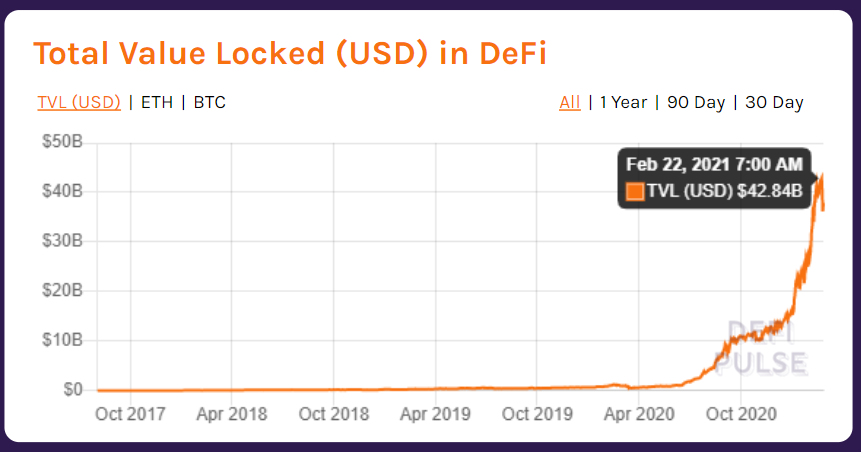 Total Value Locked (USD) in DeFi
TVL (USD) | ETH | BTC
All | 1 Year | 90 Day | 30 Day
$50B
$40B
$30B
$20B
$10B
$0
Feb 22, 2021 7:00 AM
TVL (USD) $42.84B
DEFI
PULSE
Oct 2017 Apr 2018 Oct 2018 Apr 2019 Oct 2019 Apr 2020 Oct 2020